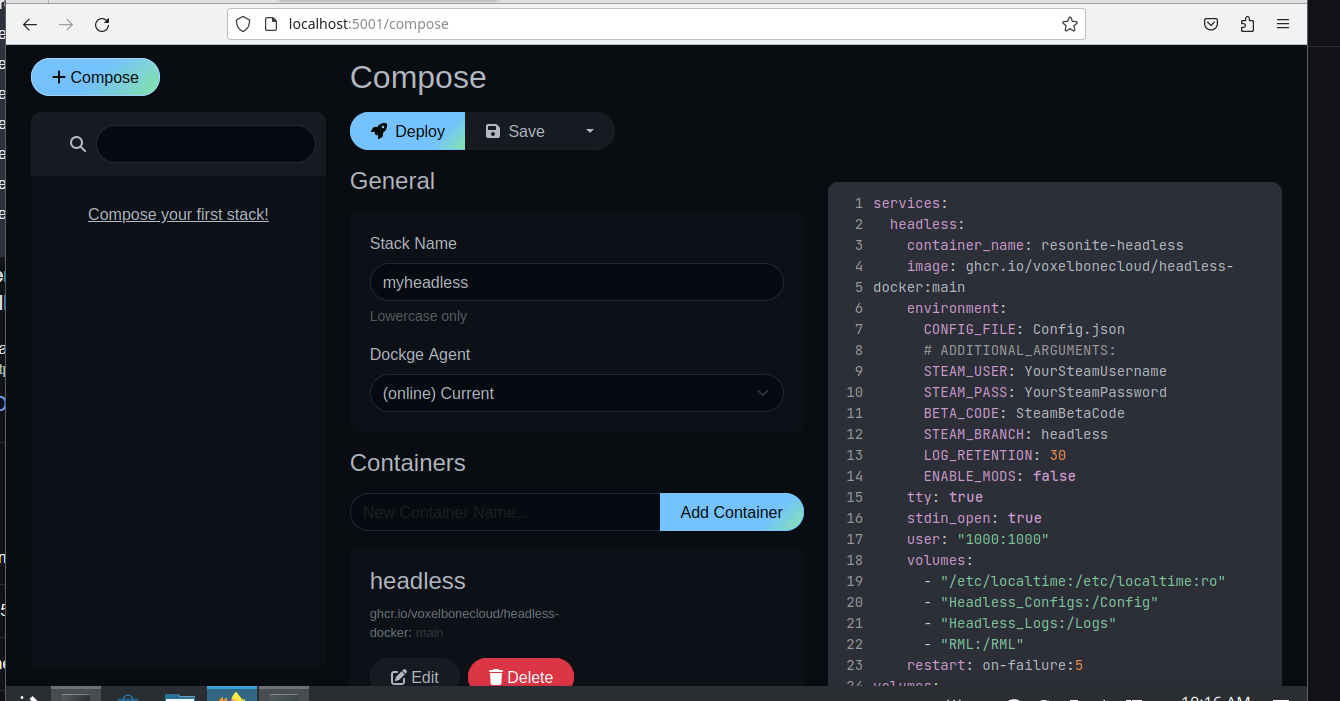 localhost:5001/compose
+ Compose
Compose your first stack!
Compose
Deploy
Save
General
Stack Name
myheadless
Lowercase only
Dockge Agent
(online) Current
Containers
New Container Name...
Add Container
headless
ghcr.io/voxelbonecloud/headless-
docker: main
Edit
Delete
1 services:
2 headless:
3 container_name: resonite-headless
4 image: ghcr.io/voxelbonecloud/headless-
5 docker:main
6 environment:
7 CONFIG_FILE: Config.json
8 # ADDITIONAL_ARGUMENTS:
9 STEAM_USER: YourSteamUsername
10 STEAM_PASS: YourSteamPassword
11 BETA_CODE: SteamBetaCode
12 STEAM_BRANCH: headless
13 LOG_RETENTION: 30
14 ENABLE_MODS: false
15 tty: true
16 stdin_open: true
17 user: "1000:1000"
18 volumes:
19 - "/etc/localtime:/etc/localtime:ro"
20 - "Headless_Configs:/Config"
21 - "Headless_Logs:/Logs"
22 - "RML:/RML"
23 restart: on-failure:5
24 volumes:
10:16 AM